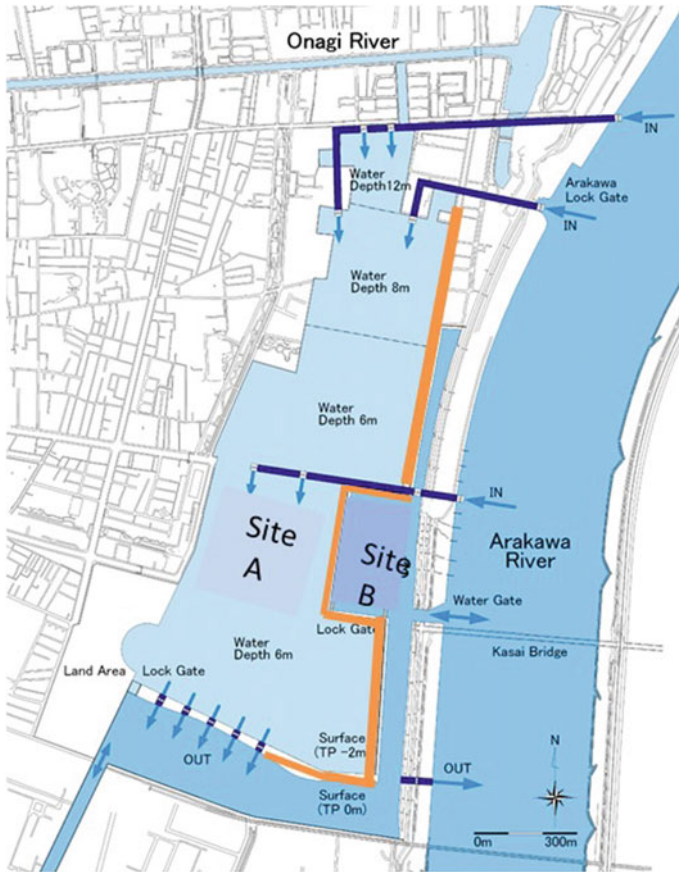 Onagi River
IN
Water
Depth12m
Arakawa
Lock Gate
IN
Water
Depth 8m
Water
Depth 6m
IN
Site
A
Site
B
Arakawa
River
Water Gate
Lock Gate
Kasai Bridge
Water
Depth 6m
Land Area
Lock Gate
Surface
(TP -2m)
OUT
Surface
(TP 0m)
OUT
N
0m
300m